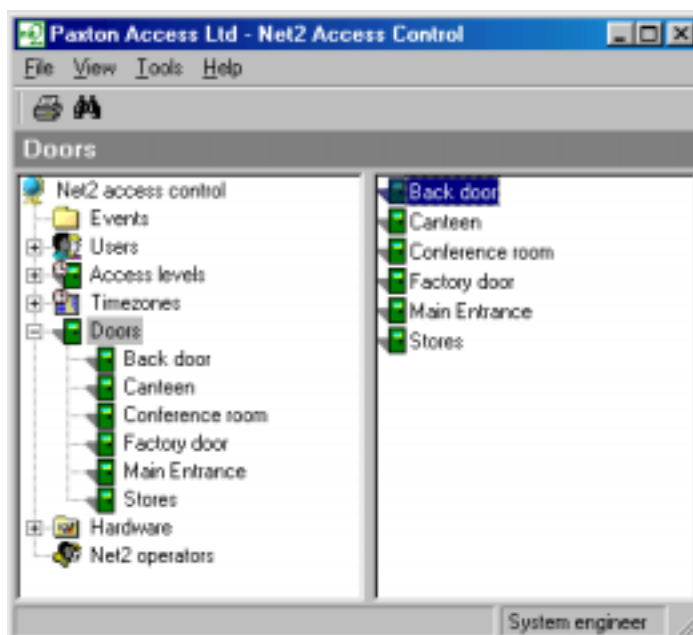 Paxton Access Ltd - Net2 Access Control
File View Tools Help
Doors
Net2 access control
Events
Users
Access levels
Timezones
Doors
Back door
Canteen
Conference room
Factory door
Main Entrance
Stores
Hardware
Net2 operators
Back door
Canteen
Conference room
Factory door
Main Entrance
Stores
System engineer